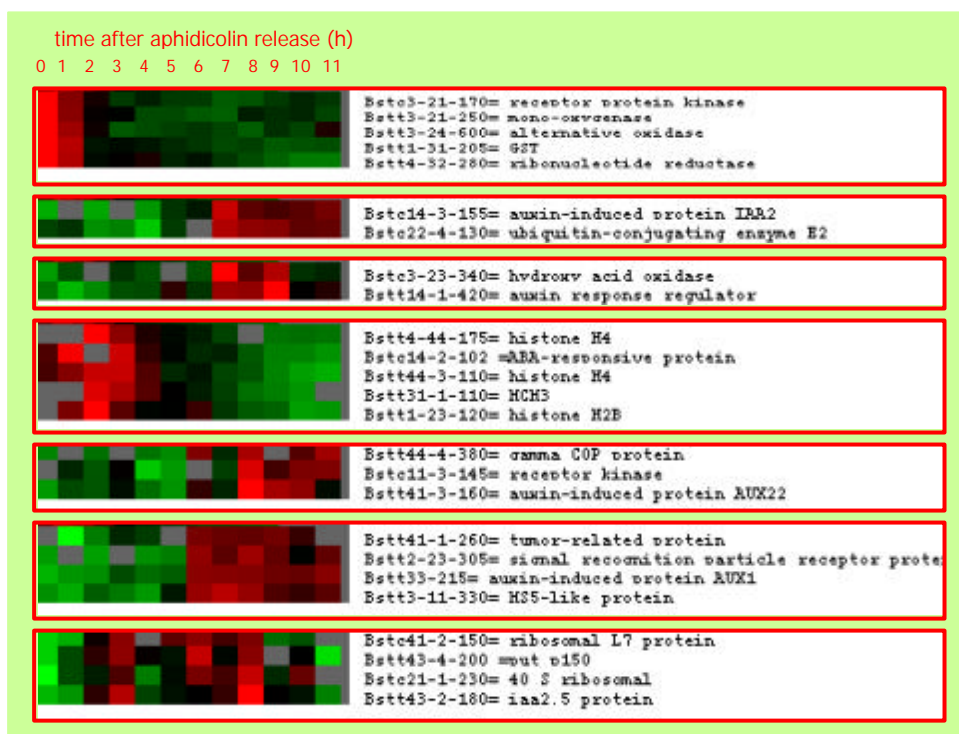 time after aphidicolin release (h)
0 1 2 3 4 5 6 7 8 9 10 11
Bstc3-21-170= receptor protein kinase
Bstt3-21-250= mono-oxygenase
Bstt3-24-600= alternative oxidase
Bstt1-31-205= GST
Bstt4-32-280= ribonucleotide reductase
Bstc14-3-155= auxin-induced protein IAA2
Bstc22-4-130= ubiquitin-conjugating enzyme E2
Bstc3-23-340= hydroxy acid oxidase
Bstt14-1-420= auxin response regulator
Bstt4-44-175= histone H4
Bstc14-2-102 =ABA-responsive protein
Bstt44-3-110= histone H4
Bstt31-1-110= MCM3
Bstt1-23-120= histone H2B
Bstt44-4-380= gamma COP protein
Bstc11-3-145= receptor kinase
Bstt41-3-160= auxin-induced protein AUX22
Bstt41-1-260= tumor-related protein
Bstt2-23-305= signal recognition particle receptor prote
Bstt33-215= auxin-induced protein AUX1
Bstt3-11-330= MS5-like protein
Bstc41-2-150= ribosomal L7 protein
Bstt43-4-200 =put p150
Bstc21-1-230= 40 S ribosomal
Bstt43-2-180= iaa2.5 protein